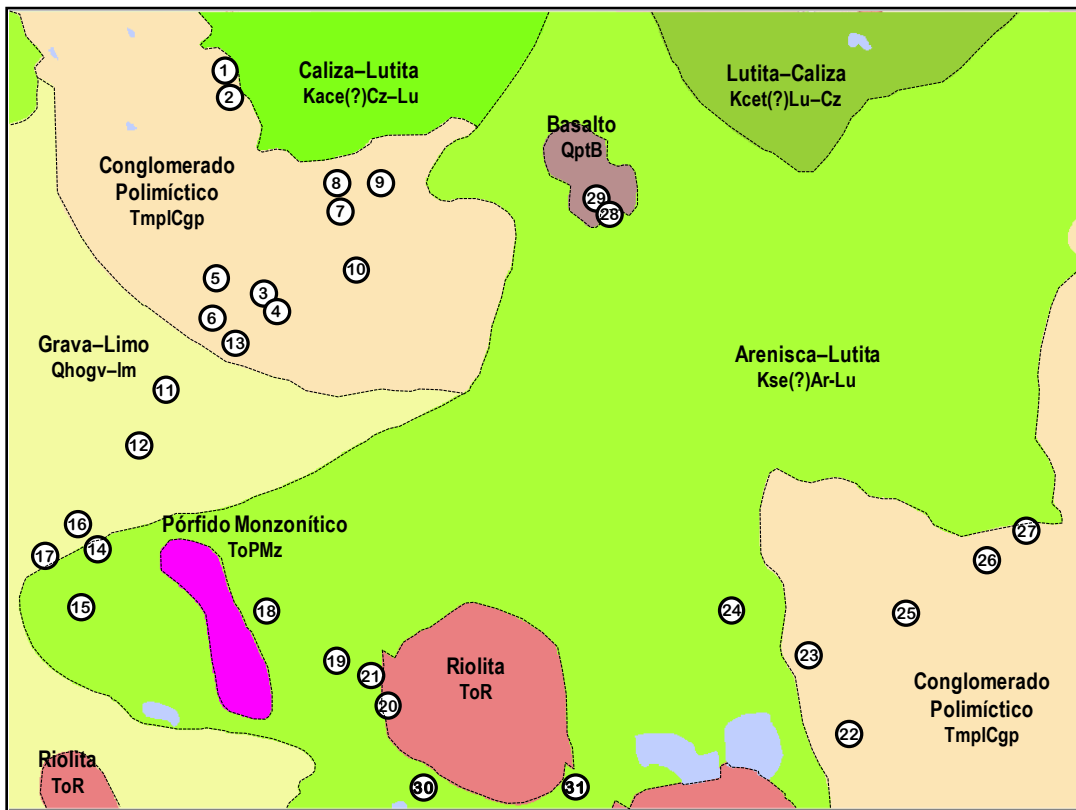 1
2
Caliza–Lutita
Kace(?)Cz–Lu
Lutita–Caliza
Kcet(?)Lu–Cz
Basalto
QptB
Conglomerado
Polimíctico
TmplCgp
8
9
7
29
28
10
5
3
4
6
13
Grava–Limo
Qhogv–lm
11
12
Arenisca–Lutita
Kse(?)Ar-Lu
16
14
17
15
Pórfido Monzonítico
ToPMz
18
19
21
20
Riolita
ToR
24
27
26
25
23
22
Conglomerado
Polimíctico
TmplCgp
Riolita
ToR
30
31